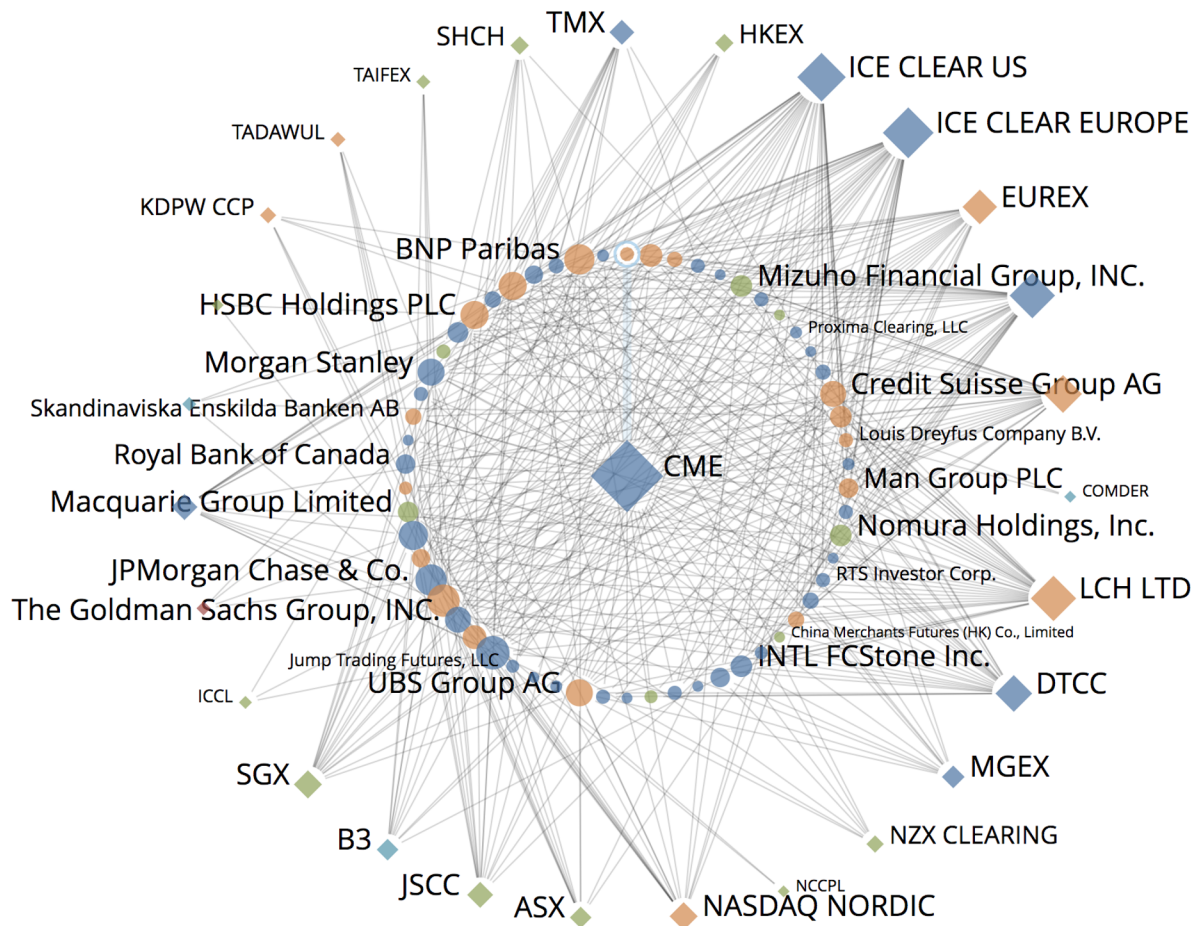 TMX
SHCH
HKEX
ICE CLEAR US
TAIFEX
ICE CLEAR EUROPE
TADAWUL
EUREX
KDPW CCP
BNP Paribas
Mizuho Financial Group, INC.
HSBC Holdings PLC
Proxima Clearing, LLC
Morgan Stanley
Credit Suisse Group AG
Skandinaviska Enskilda Banken AB
Louis Dreyfus Company B.V.
Royal Bank of Canada
CME
Man Group PLC
COMDER
Macquarie Group Limited
Nomura Holdings, Inc.
JPMorgan Chase & Co.
RTS Investor Corp.
LCH LTD
The Goldman Sachs Group, INC.
China Merchants Futures (HK) Co., Limited
Jump Trading Futures, LLC
INTL FCStone Inc.
UBS Group AG
DTCC
ICCL
SGX
MGEX
B3
NZX CLEARING
JSCC
NCCPL
ASX
NASDAQ NORDIC